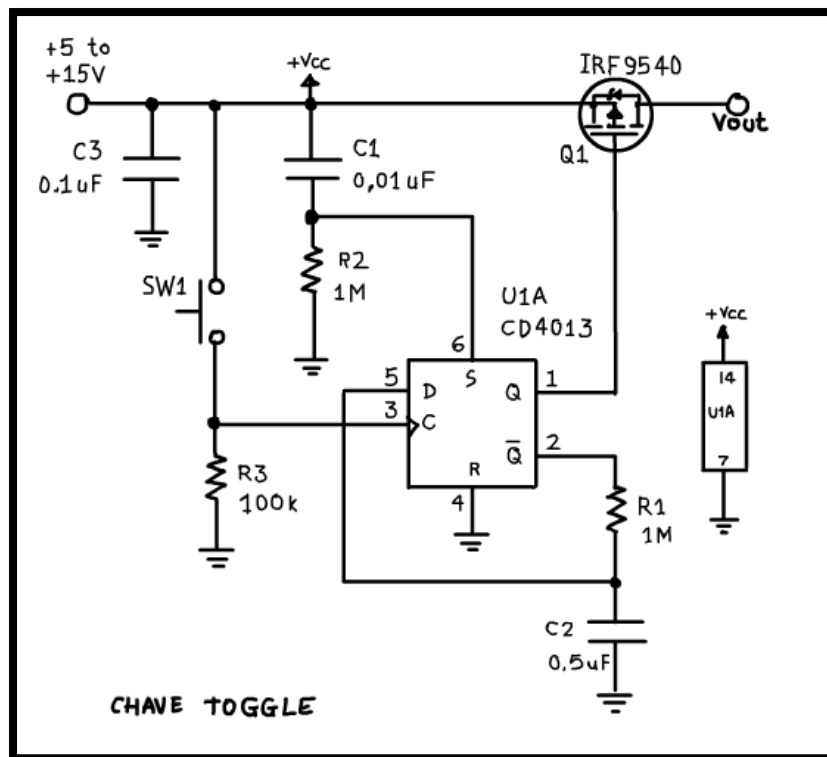 +5 to
+15V
+Vcc
IRF9540
Vout
Q1
C3
0.1uF
C1
0,01uF
SW1
R2
1M
U1A
CD4013
+Vcc
6
5
D
S
Q
1
14
U1A
7
3
C
Q̅
2
R
4
R3
100k
R1
1M
C2
0,5uF
CHAVE TOGGLE